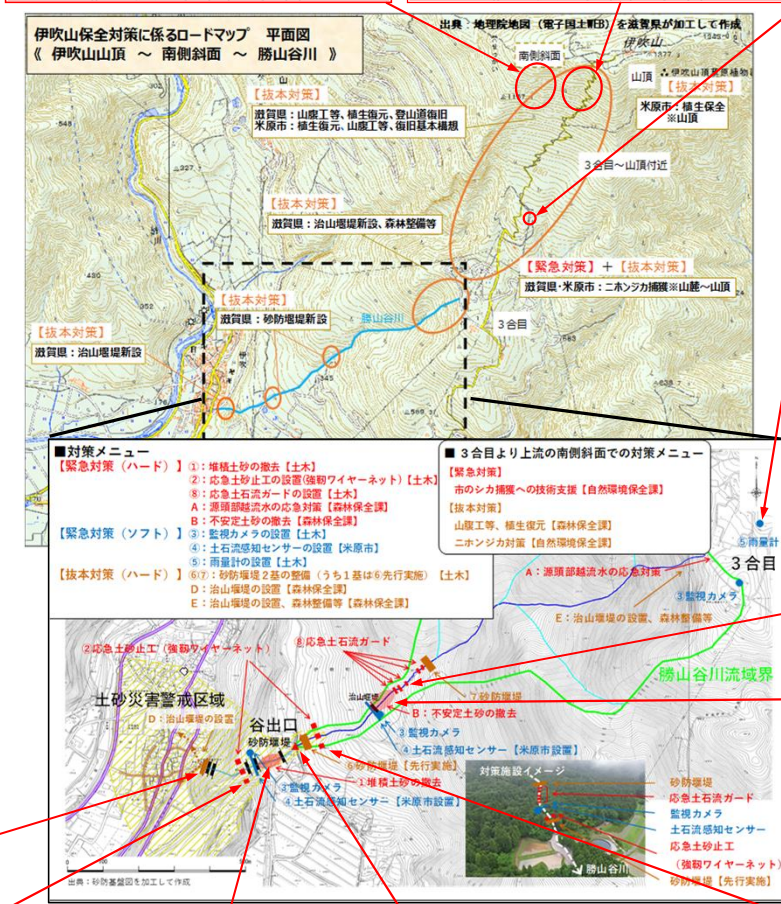 伊吹山保全対策に係るロードマップ 平面図
《 伊吹山山頂 ～ 南側斜面 ～ 勝山谷川 》
出典：地理院地図（電子国土WEB）を滋賀県が加工して作成
南側斜面
伊吹山
1377
山頂
【抜本対策】
米原市：植生保全
※山頂
【抜本対策】
滋賀県：山腹工等、植生復元、登山道復旧
米原市：植生復元、山腹工等、復旧基本構想
3合目～山頂付近
【抜本対策】
滋賀県：治山堰堤新設、森林整備等
【緊急対策】＋【抜本対策】
滋賀県・米原市：ニホンジカ捕獲※山麓～山頂
【抜本対策】
滋賀県：砂防堰堤新設
勝山谷川
3合目
【抜本対策】
滋賀県：治山堰堤新設
■対策メニュー
【緊急対策（ハード）】①：堆積土砂の撤去【土木】
②：応急土砂止工の設置(強靭ワイヤーネット)【土木】
⑧：応急土石流ガードの設置【土木】
A：源頭部越流水の応急対策【森林保全課】
B：不安定土砂の撤去【森林保全課】
【緊急対策（ソフト）】③：監視カメラの設置【土木】
④：土石流感知センサーの設置【米原市】
⑤：雨量計の設置【土木】
【抜本対策（ハード）】⑥⑦：砂防堰堤2基の整備（うち1基は⑥先行実施）【土木】
D：治山堰堤の設置【森林保全課】
E：治山堰堤の設置、森林整備等【森林保全課】
■ 3合目より上流の南側斜面での対策メニュー
【緊急対策】
市のシカ捕獲への技術支援【自然環境保全課】
【抜本対策】
山腹工等、植生復元【森林保全課】
ニホンジカ対策【自然環境保全課】
⑤雨量計
3合目
A：源頭部越流水の応急対策
③監視カメラ
E：治山堰堤の設置、森林整備等
②応急土砂止工（強靭ワイヤーネット）
⑧応急土石流ガード
勝山谷川流域界
土砂災害警戒区域
⑦砂防堰堤
治山堰堤
B：不安定土砂の撤去
D：治山堰堤の設置
谷出口
砂防堰堤
③監視カメラ
④土石流感知センサー【米原市設置】
⑥砂防堰堤【先行実施】
①堆積土砂の撤去
③監視カメラ
④土石流感知センサー【米原市設置】
対策施設イメージ
砂防堰堤
応急土石流ガード
監視カメラ
土石流感知センサー
応急土砂止工
（強靭ワイヤーネット）
砂防堰堤【先行実施】
勝山谷川
出典：砂防基盤図を加工して作成